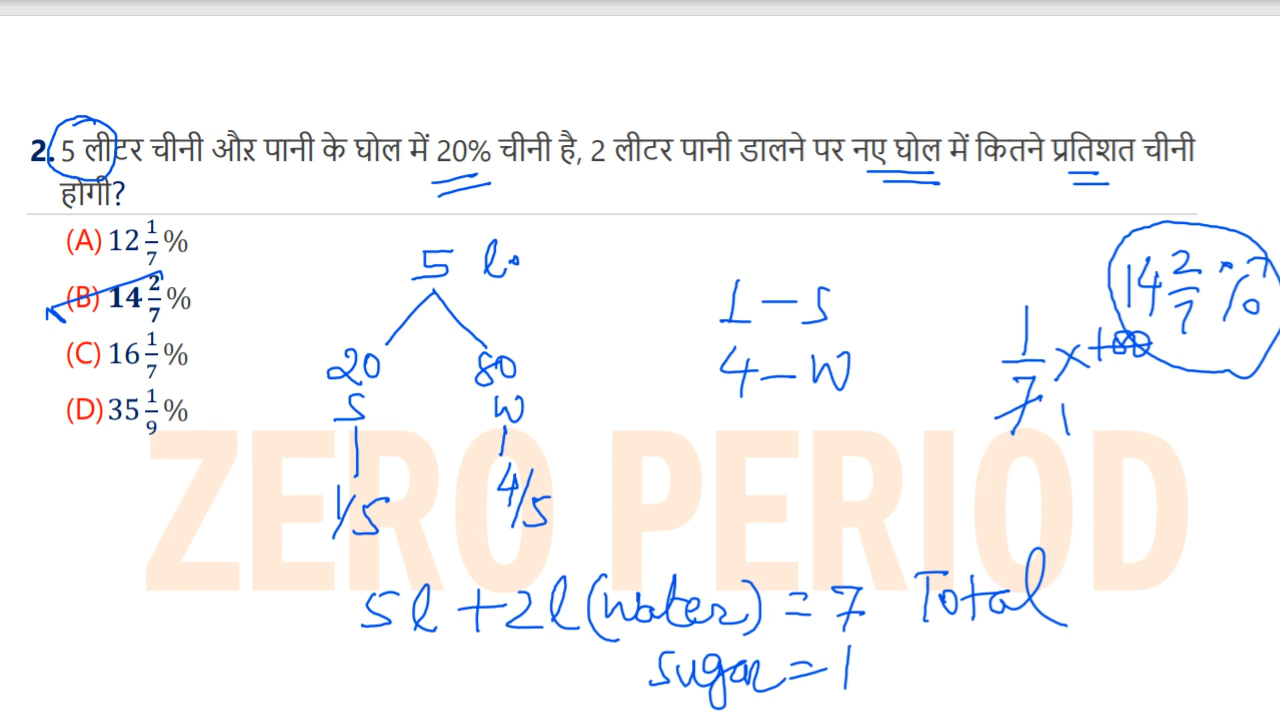 2. 5 लीटर चीनी औऱ पानी के घोल में 20% चीनी है, 2 लीटर पानी डालने पर नए घोल में कितने प्रतिशत चीनी
होगी?
(A) 12 1/7 %
(B) 14 2/7 %
(C) 16 1/7 %
(D) 35 1/9 %
5 l.
20 80
S W
1/5 4/5
1 – S
4 – W
1/7 × 100
14 2/7 %
5l + 2l (water) = 7 Total
sugar = 1
ZERO PERIOD